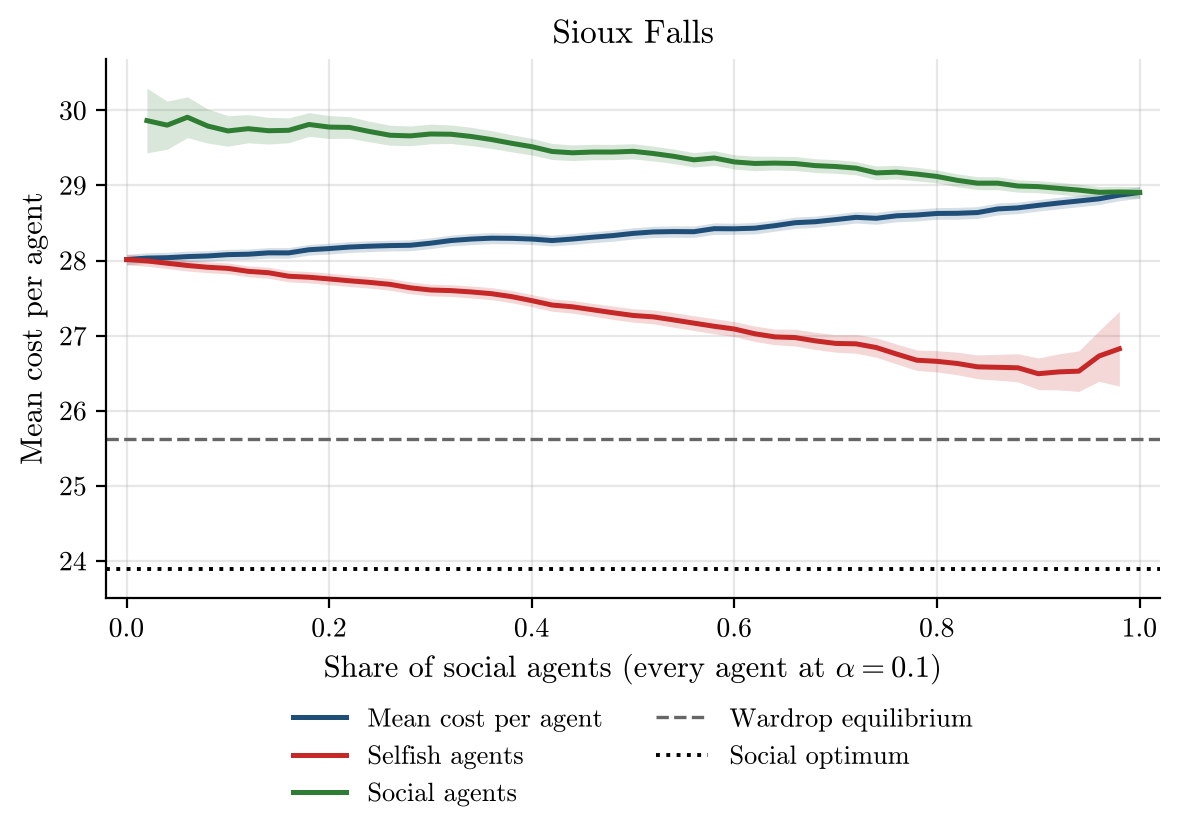 Sioux Falls
Mean cost per agent
30
29
28
27
26
25
24
0.0 0.2 0.4 0.6 0.8 1.0
Share of social agents (every agent at α = 0.1)
Mean cost per agent
Selfish agents
Social agents
Wardrop equilibrium
Social optimum